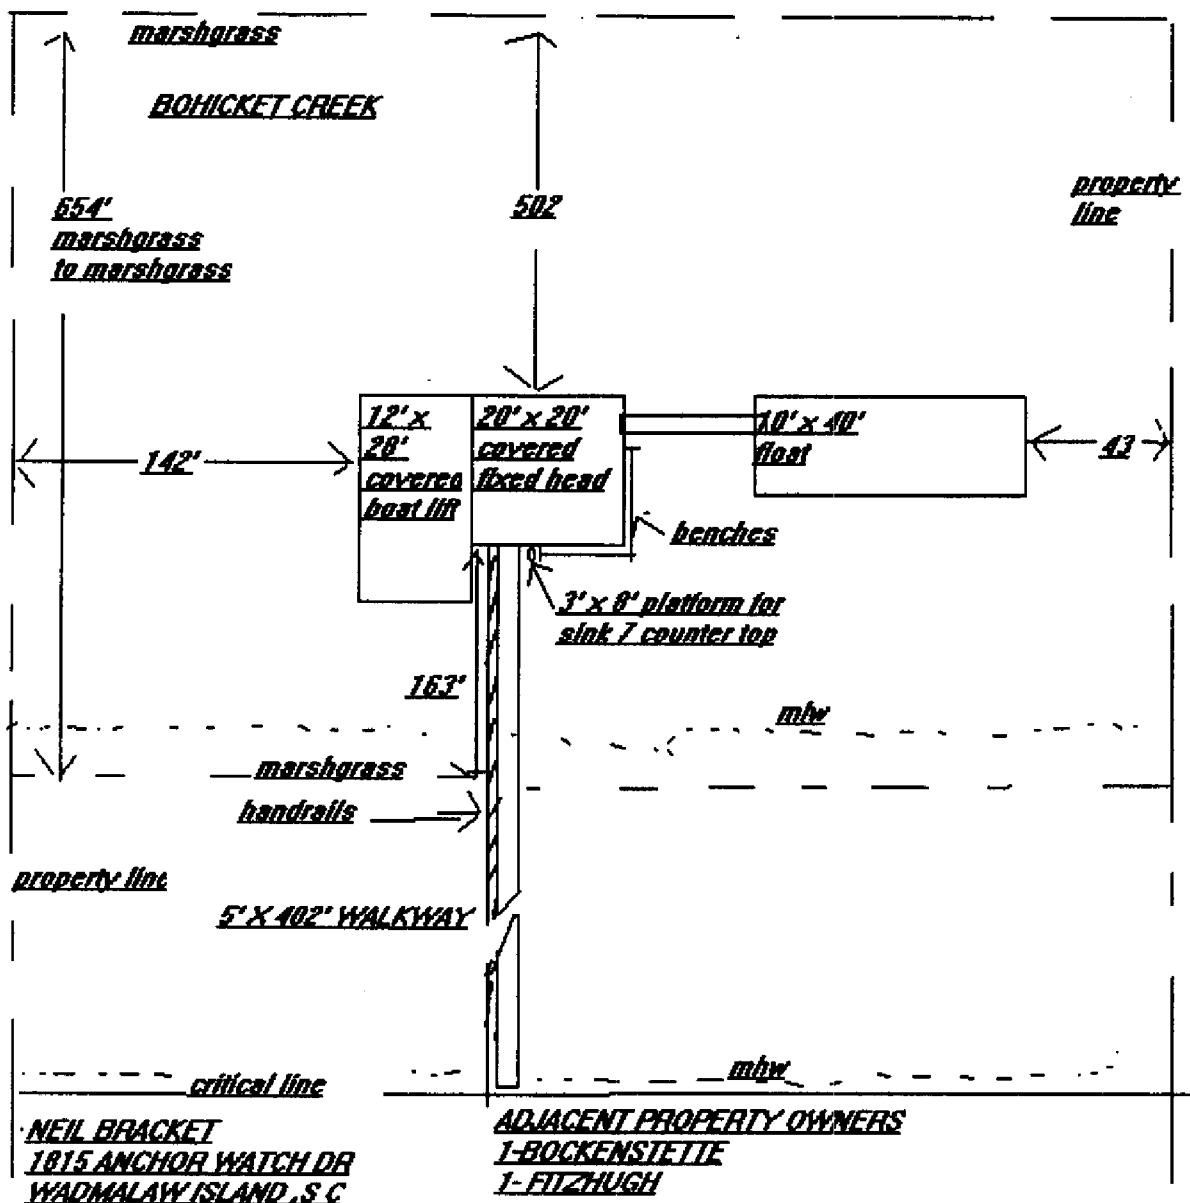 marshgrass
BOHICKET CREEK
654'
marshgrass
to marshgrass
502
property
line
142'
12' x
28'
covered
boat lift
20' x 20'
covered
fixed head
10' x 40'
float
43
benches
3' x 8' platform for
sink 7 counter top
163'
mlw
marshgrass
handrails
property line
5' X 402' WALKWAY
critical line
mhw
NEIL BRACKET
1815 ANCHOR WATCH DR
WADMALAW ISLAND, S C
ADJACENT PROPERTY OWNERS
1-BOCKENSTETTE
1- FITZHUGH